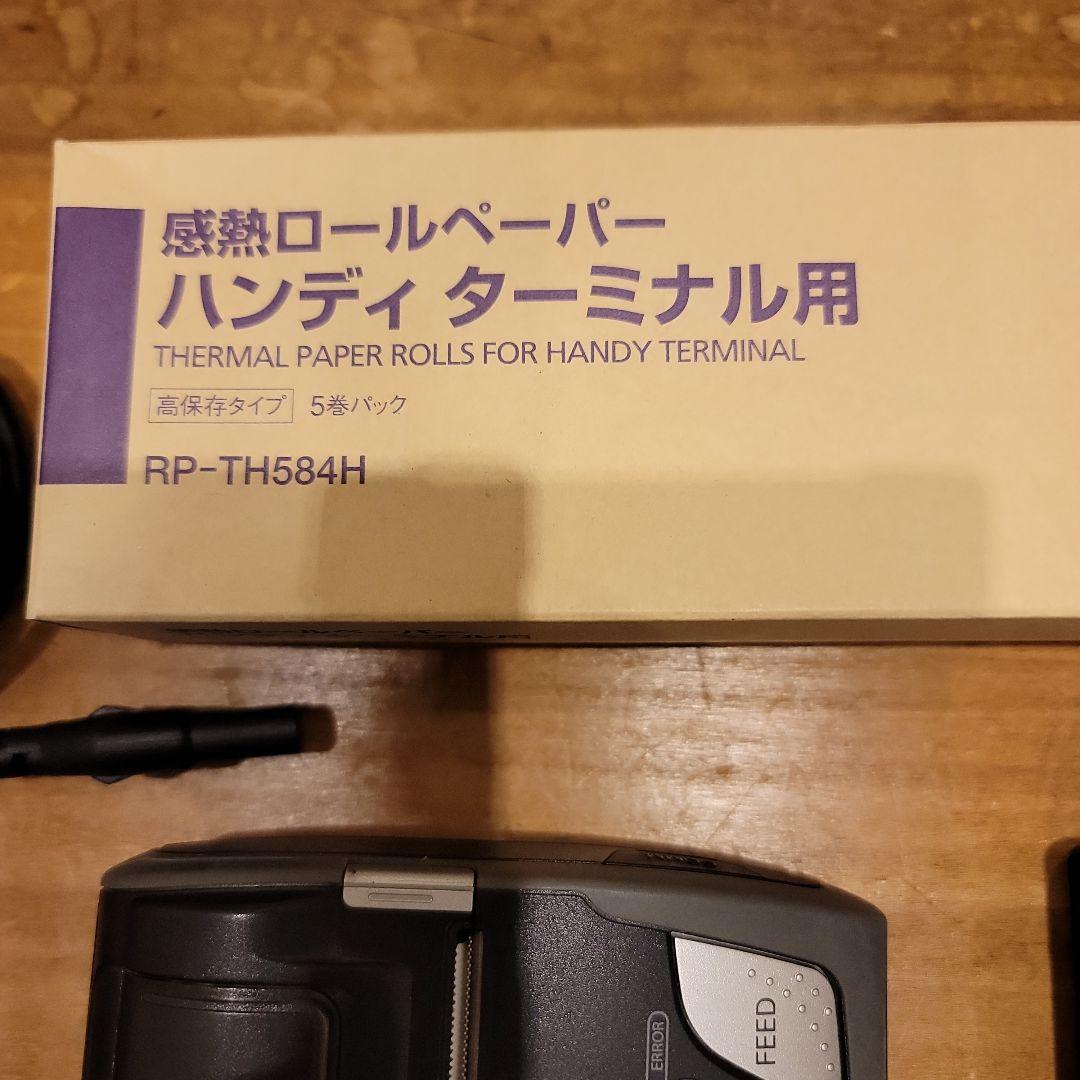 感熱ロールペーパー
ハンディターミナル用
THERMAL PAPER ROLLS FOR HANDY TERMINAL
高保存タイプ 5巻パック
RP-TH584H
ERROR
FEED